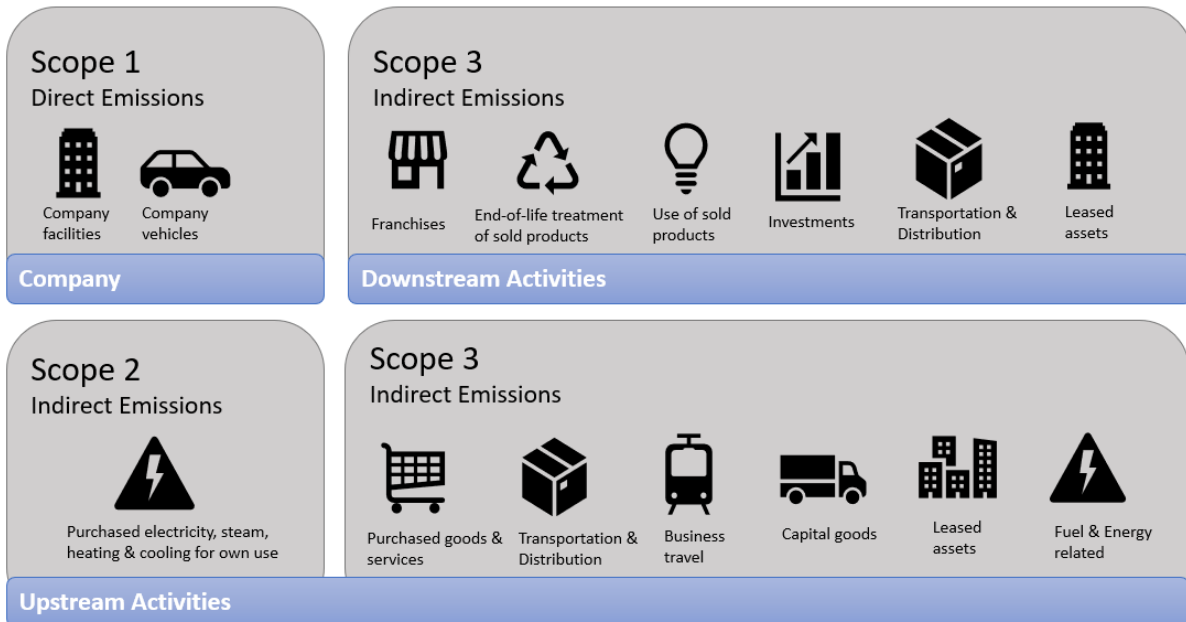 Scope 1
Direct Emissions
Company
facilities
Company
vehicles
Company
Scope 3
Indirect Emissions
Franchises
End-of-life treatment
of sold products
Use of sold
products
Investments
Transportation &
Distribution
Leased
assets
Downstream Activities
Scope 2
Indirect Emissions
Purchased electricity, steam,
heating & cooling for own use
Scope 3
Indirect Emissions
Purchased goods &
services
Transportation &
Distribution
Business
travel
Capital goods
Leased
assets
Fuel & Energy
related
Upstream Activities